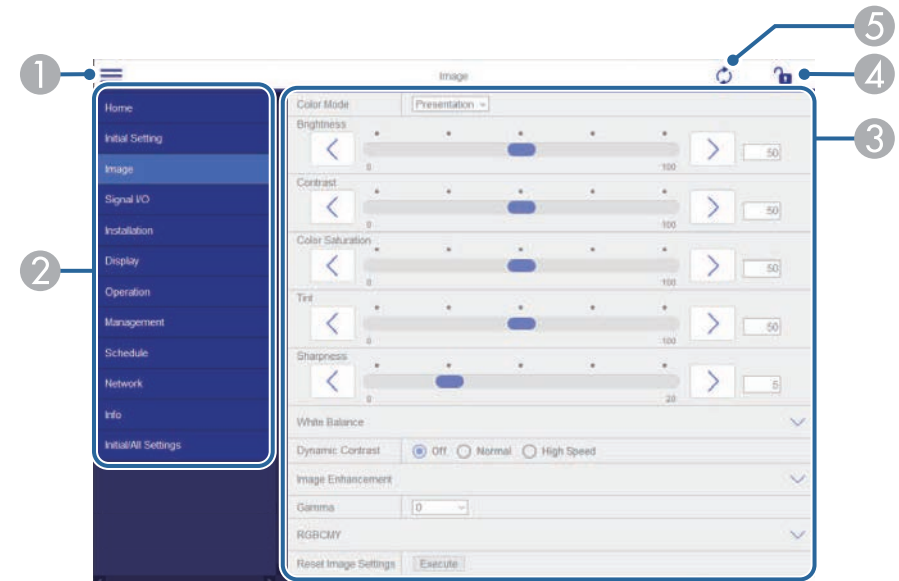 5
1
Image
4
Home
Initial Setting
Image
Signal I/O
Installation
Display
Operation
Management
Schedule
Network
Info
Initial/All Settings
2
Color Mode Presentation
Brightness
0 100 50
Contrast
0 100 50
Color Saturation
0 100 50
Tint
0 100 50
Sharpness
0 20 5
White Balance
Dynamic Contrast Off Normal High Speed
Image Enhancement
Gamma 0
RGBCMY
Reset Image Settings Execute
3